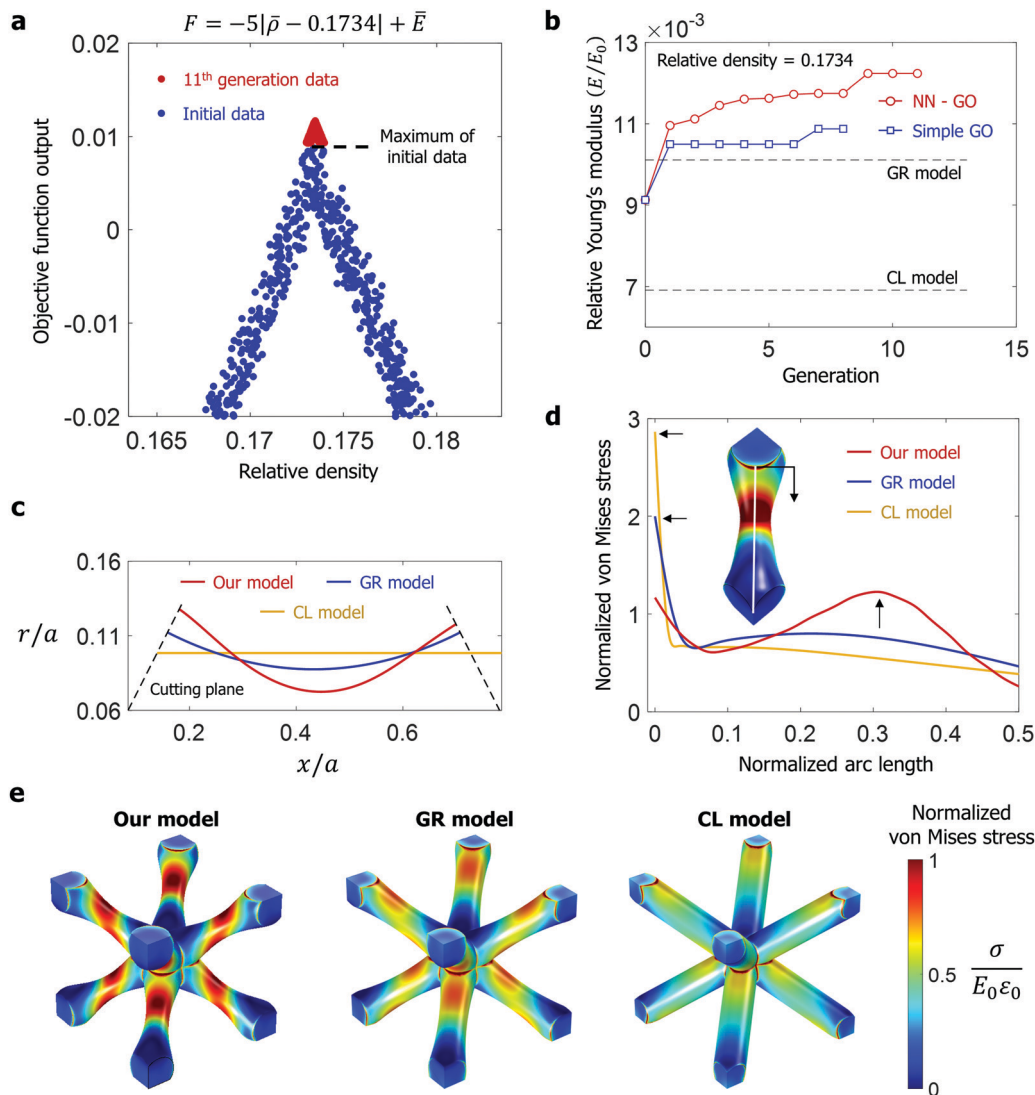 a
F = −5|ρ̄ − 0.1734| + Ē
0.02
0.01
0
-0.01
-0.02
Objective function output
11th generation data
Initial data
Maximum of
initial data
0.165
0.17
0.175
0.18
Relative density
b
×10⁻³
13
11
9
7
Relative Young's modulus (E/E₀)
Relative density = 0.1734
NN - GO
Simple GO
GR model
CL model
0
5
10
15
Generation
c
0.16
0.11
0.06
r/a
Our model
GR model
CL model
Cutting plane
0.2
0.4
0.6
x/a
d
3
2
1
0
Normalized von Mises stress
Our model
GR model
CL model
0
0.1
0.2
0.3
0.4
0.5
Normalized arc length
e
Our model
GR model
CL model
Normalized
von Mises stress
1
0.5
0
σ
E₀ε₀